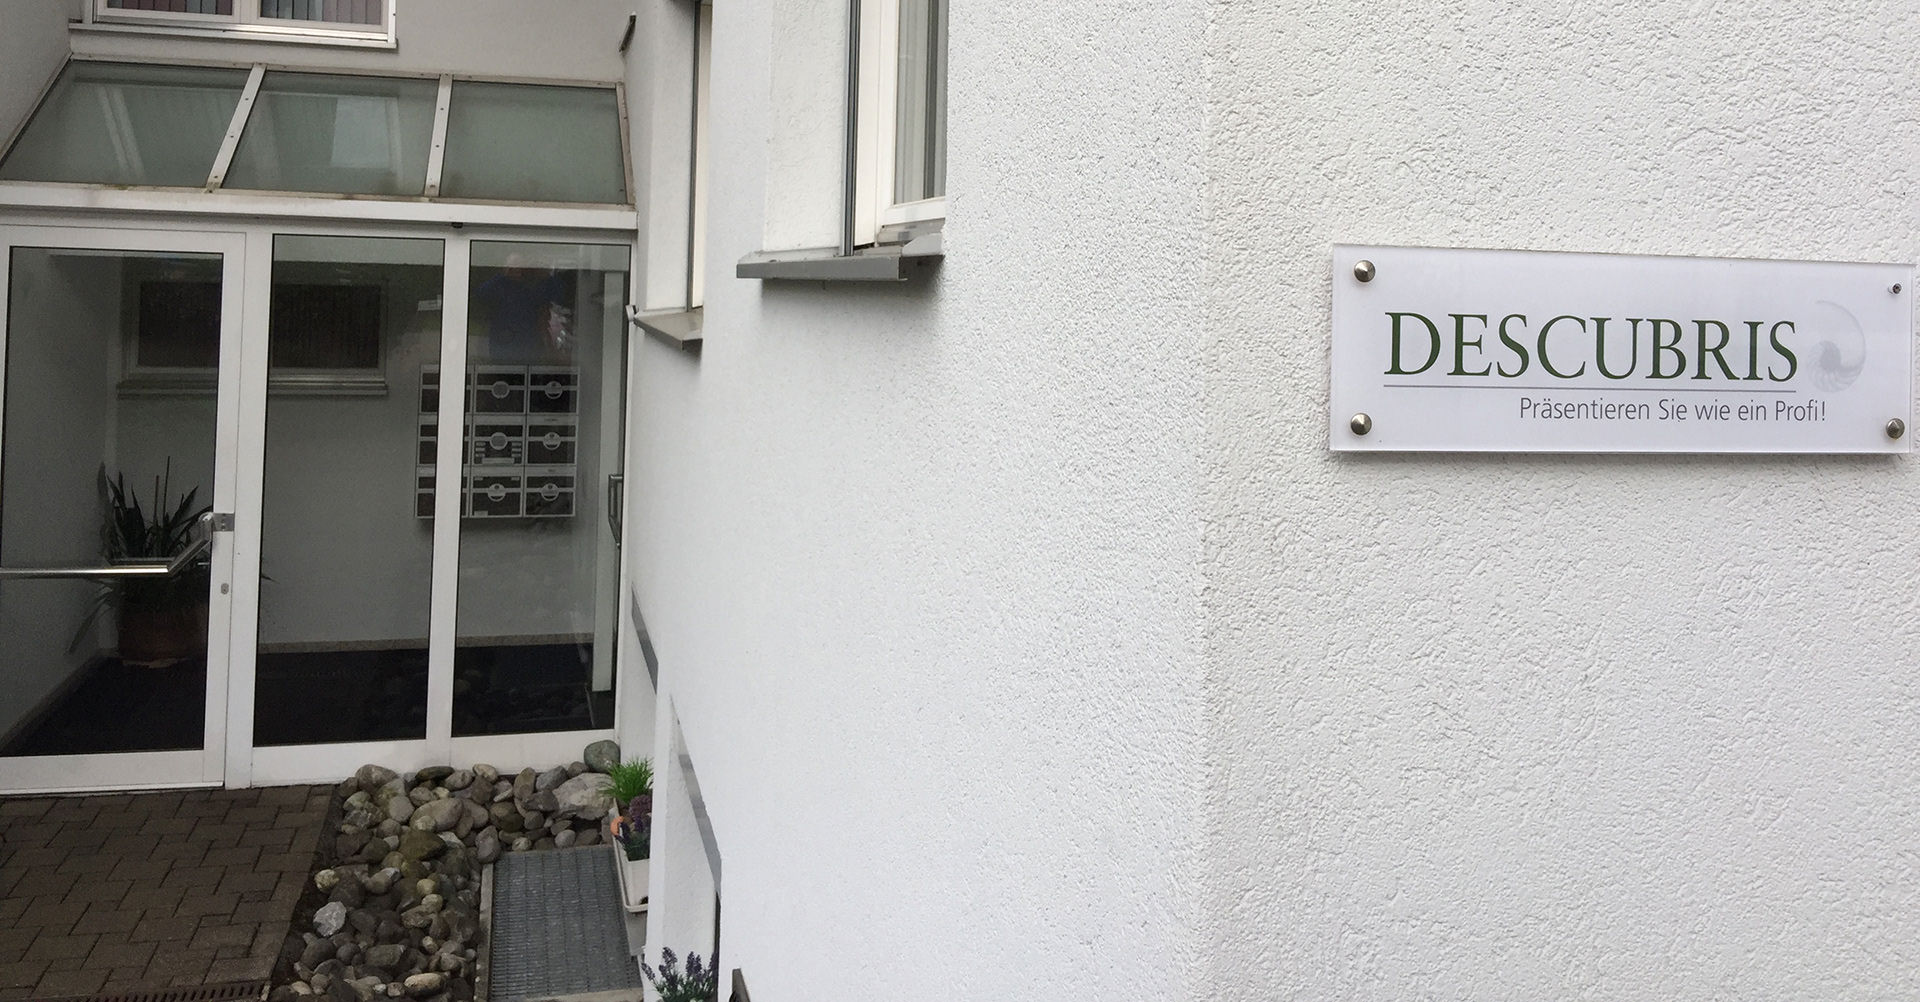 DESCUBRIS
Präsentieren Sie wie ein Profi!